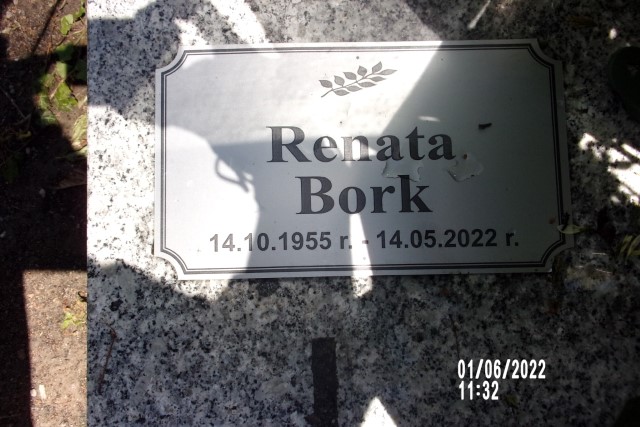 Renata
Bork
14.10.1955 r. - 14.05.2022 r.
01/06/2022
11:32